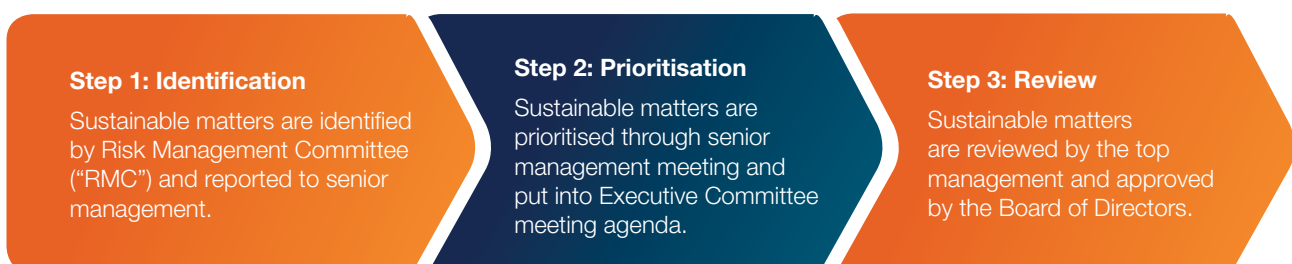 Step 1: Identification
Sustainable matters are identified
by Risk Management Committee
(“RMC”) and reported to senior
management.
Step 2: Prioritisation
Sustainable matters are
prioritised through senior
management meeting and
put into Executive Committee
meeting agenda.
Step 3: Review
Sustainable matters
are reviewed by the top
management and approved
by the Board of Directors.